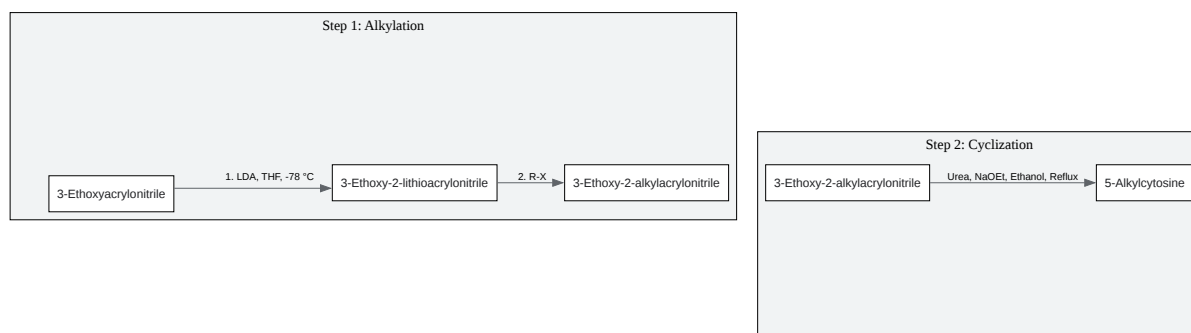 Step 1: Alkylation
3-Ethoxyacrylonitrile
1. LDA, THF, -78 °C
3-Ethoxy-2-lithioacrylonitrile
2. R-X
3-Ethoxy-2-alkylacrylonitrile
Step 2: Cyclization
3-Ethoxy-2-alkylacrylonitrile
Urea, NaOEt, Ethanol, Reflux
5-Alkylcytosine